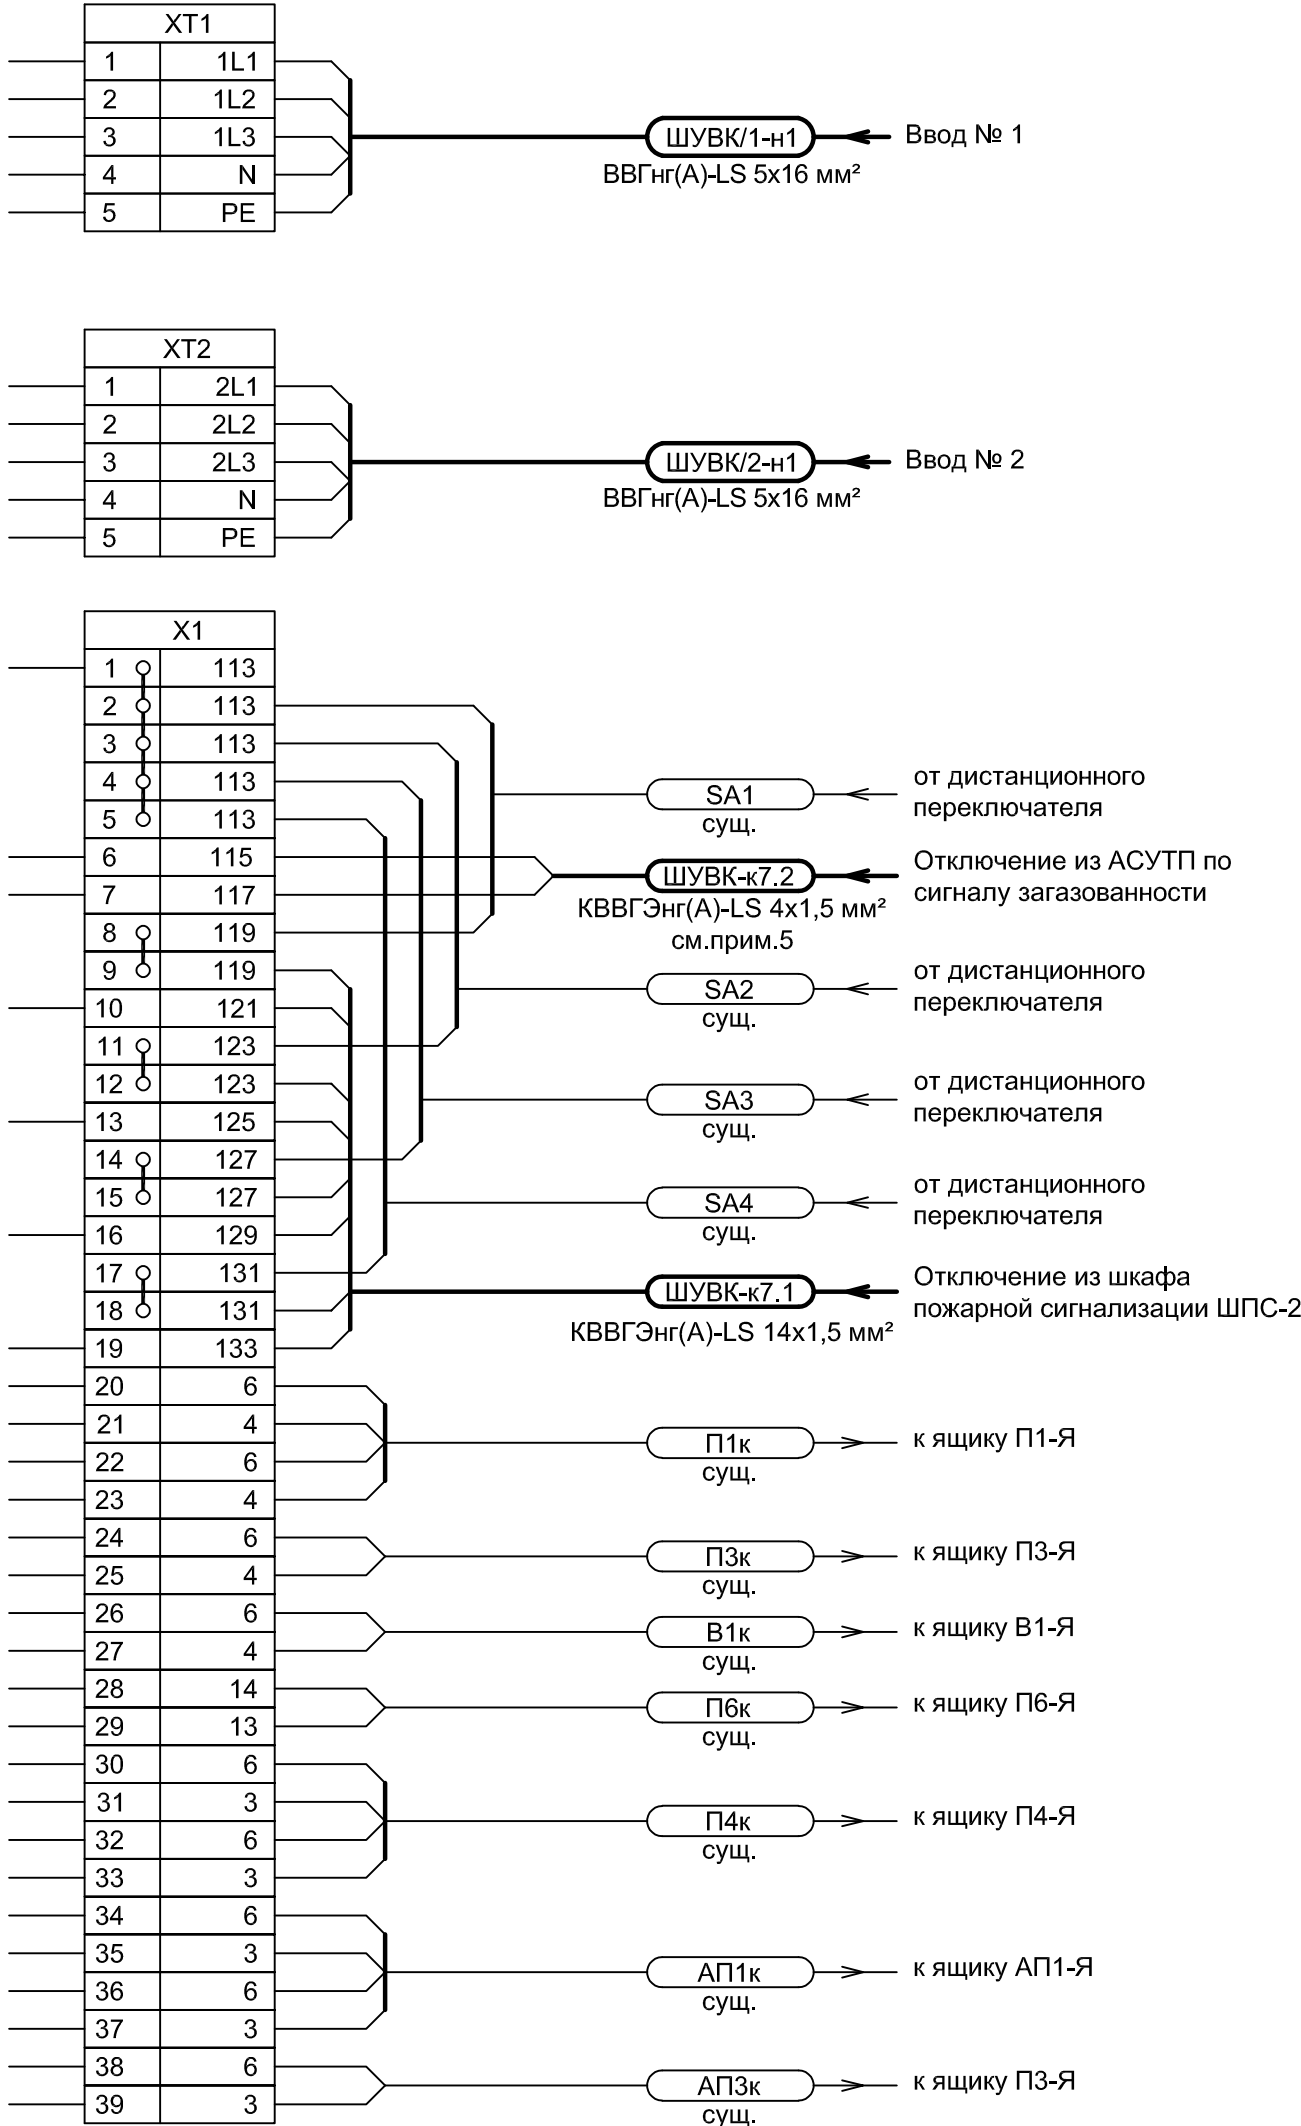 XT1
1 1L1
2 1L2
3 1L3
4 N
5 PE
ШУВК/1-н1
Ввод № 1
ВВГнг(А)-LS 5х16 мм²
XT2
1 2L1
2 2L2
3 2L3
4 N
5 PE
ШУВК/2-н1
Ввод № 2
ВВГнг(А)-LS 5х16 мм²
X1
1 113
2 113
3 113
4 113
5 113
6 115
7 117
8 119
9 119
10 121
11 123
12 123
13 125
14 127
15 127
16 129
17 131
18 131
19 133
20 6
21 4
22 6
23 4
24 6
25 4
26 6
27 4
28 14
29 13
30 6
31 3
32 6
33 3
34 6
35 3
36 6
37 3
38 6
39 3
SA1
сущ.
от дистанционного
переключателя
ШУВК-к7.2
КВВГЭнг(А)-LS 4х1,5 мм²
см.прим.5
Отключение из АСУТП по
сигналу загазованности
SA2
сущ.
от дистанционного
переключателя
SA3
сущ.
от дистанционного
переключателя
SA4
сущ.
от дистанционного
переключателя
ШУВК-к7.1
КВВГЭнг(А)-LS 14х1,5 мм²
Отключение из шкафа
пожарной сигнализации ШПС-2
П1к
сущ.
к ящику П1-Я
П3к
сущ.
к ящику П3-Я
В1к
сущ.
к ящику В1-Я
П6к
сущ.
к ящику П6-Я
П4к
сущ.
к ящику П4-Я
АП1к
сущ.
к ящику АП1-Я
АП3к
сущ.
к ящику П3-Я